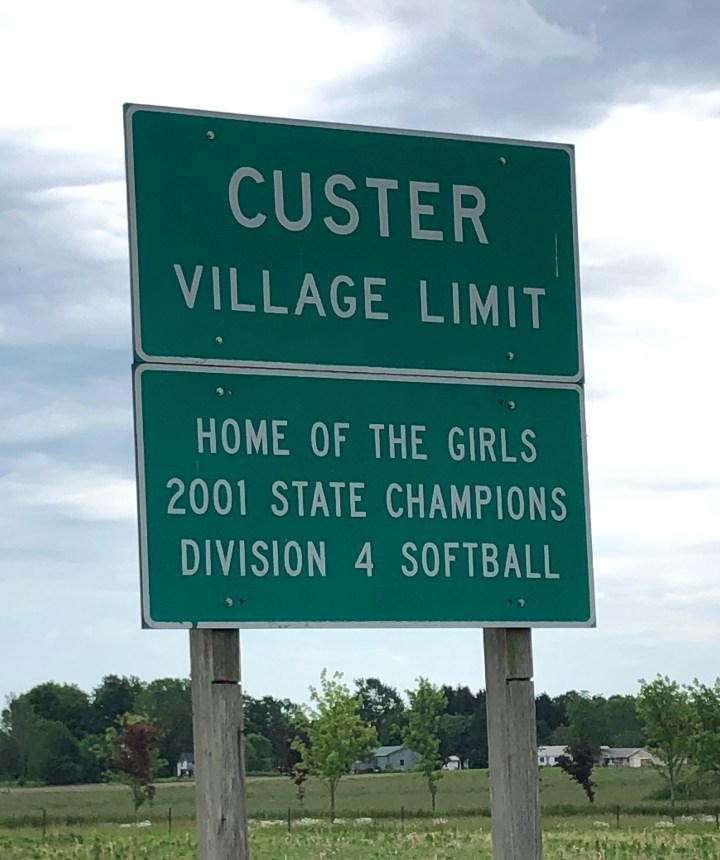 CUSTER
VILLAGE LIMIT
HOME OF THE GIRLS
2001 STATE CHAMPIONS
DIVISION 4 SOFTBALL